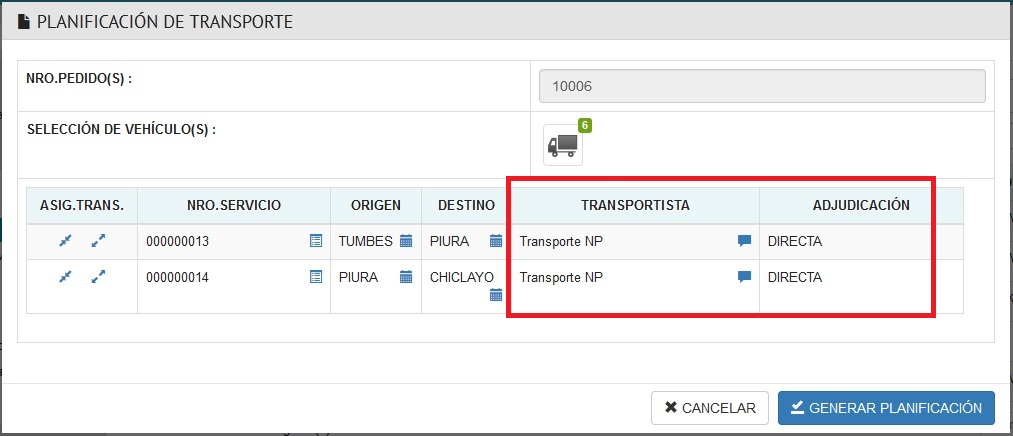 PLANIFICACIÓN DE TRANSPORTE
NRO.PEDIDO(S) :
10006
SELECCIÓN DE VEHÍCULO(S) :
6
ASIG.TRANS. NRO.SERVICIO ORIGEN DESTINO TRANSPORTISTA ADJUDICACIÓN
000000013 TUMBES PIURA Transporte NP DIRECTA
000000014 PIURA CHICLAYO Transporte NP DIRECTA
CANCELAR GENERAR PLANIFICACIÓN